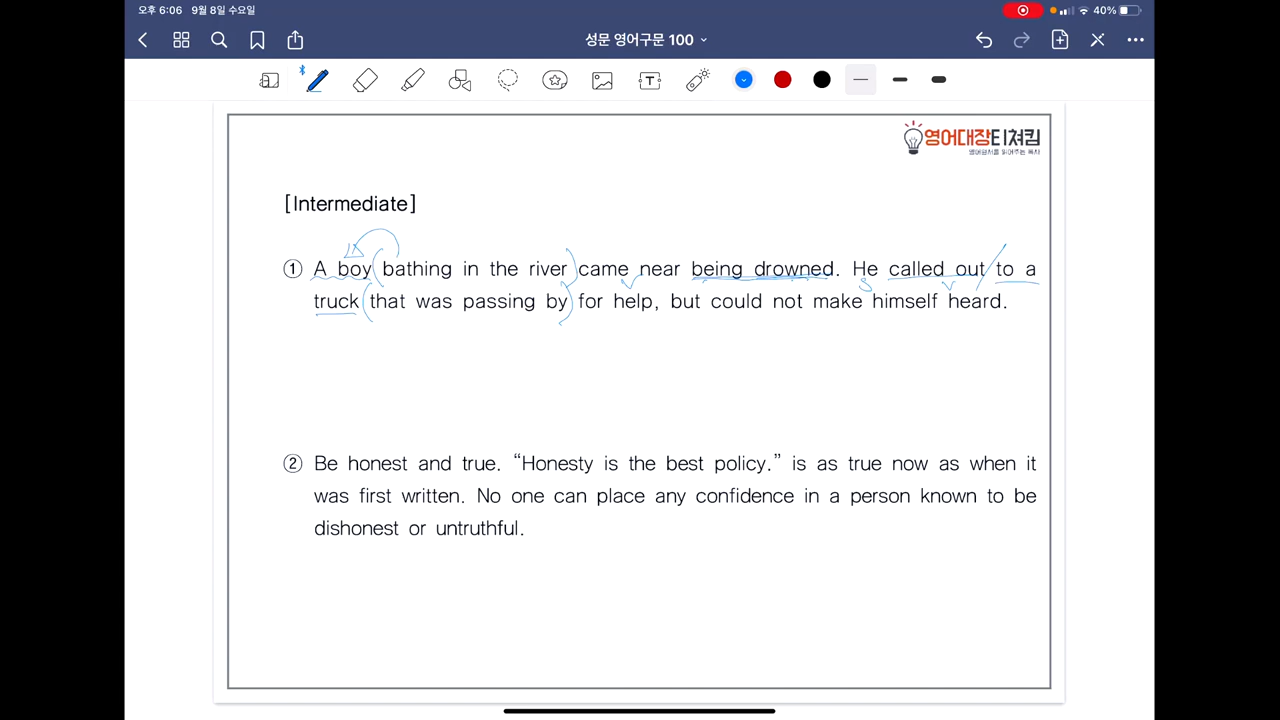 오후 6:06 9월 8일 수요일
40%
성문 영어구문 100
T
영어대장티쳐킴
[Intermediate]
① A boy bathing in the river came near being drowned. He called out to a
S V
truck that was passing by for help, but could not make himself heard.
② Be honest and true. “Honesty is the best policy.” is as true now as when it
was first written. No one can place any confidence in a person known to be
dishonest or untruthful.